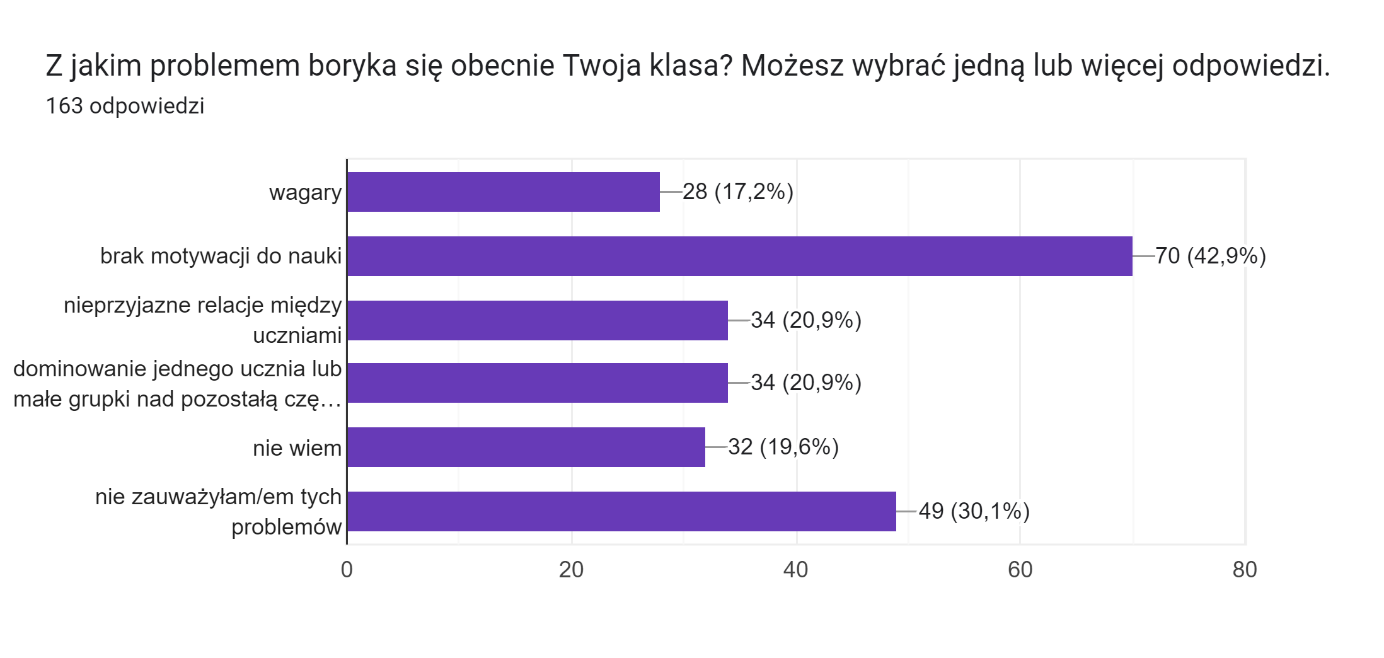 Z jakim problemem boryka się obecnie Twoja klasa? Możesz wybrać jedną lub więcej odpowiedzi.
163 odpowiedzi
wagary
28 (17,2%)
brak motywacji do nauki
70 (42,9%)
nieprzyjazne relacje między
uczniami
34 (20,9%)
dominowanie jednego ucznia lub
małe grupki nad pozostałą czę…
34 (20,9%)
nie wiem
32 (19,6%)
nie zauważyłam/em tych
problemów
49 (30,1%)
0 20 40 60 80